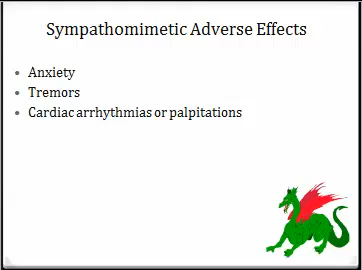 Sympathomimetic Adverse Effects
• Anxiety
• Tremors
• Cardiac arrhythmias or palpitations